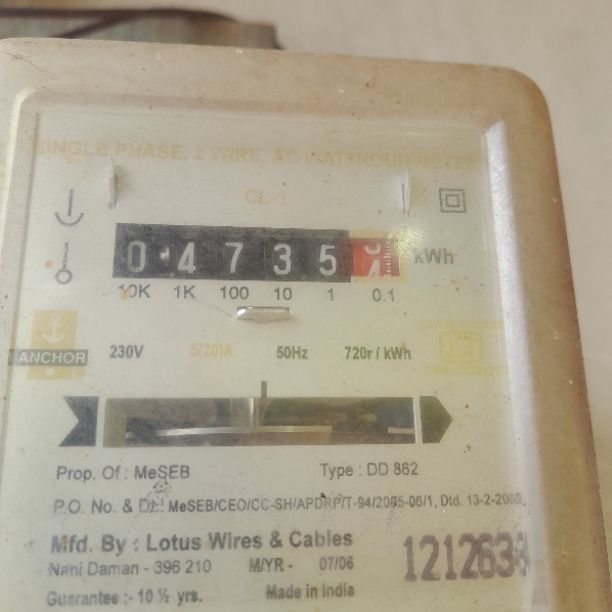 SINGLE PHASE, 2 WIRE, AC WATTHOUR METER
CL-1
0 4 7 3 5 4 kWh
10K 1K 100 10 1 0.1
ANCHOR 230V 5(20)A 50Hz 720r / kWh
Prop. Of : MeSEB Type : DD 862
P.O. No. & Dt.: MeSEB/CEO/CC-SH/APDRP/T-94/2005-06/1, Dtd. 13-2-
Mfd. By : Lotus Wires & Cables
Nani Daman - 396 210 M/YR - 07/06
Guarantee :- 10 ½ yrs. Made in India